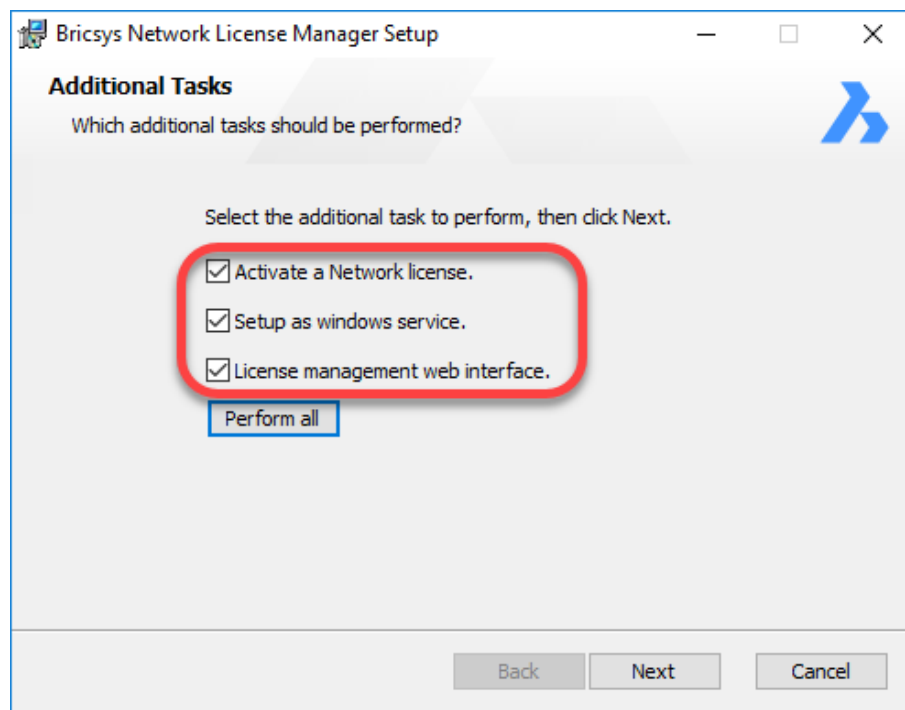 Bricsys Network License Manager Setup
Additional Tasks
Which additional tasks should be performed?
Select the additional task to perform, then click Next.
Activate a Network license.
Setup as windows service.
License management web interface.
Perform all
Back Next Cancel